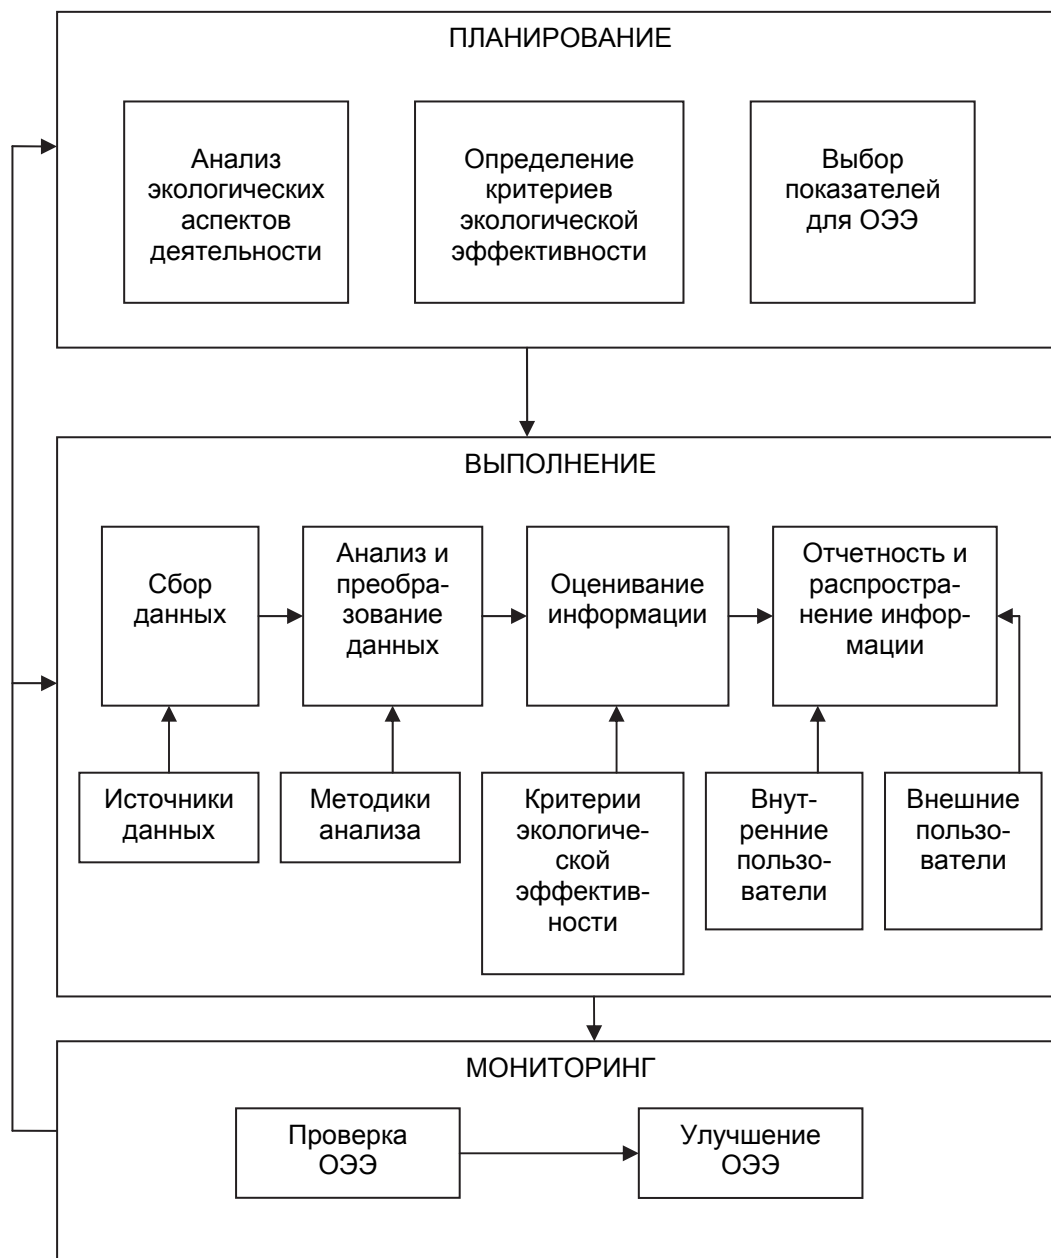 ПЛАНИРОВАНИЕ
Анализ
экологических
аспектов
деятельности
Определение
критериев
экологической
эффективности
Выбор
показателей
для ОЭЭ
ВЫПОЛНЕНИЕ
Сбор
данных
Анализ и
преобра-
зование
данных
Оценивание
информации
Отчетность и
распростра-
нение инфор-
мации
Источники
данных
Методики
анализа
Критерии
экологиче-
ской
эффектив-
ности
Внут-
ренние
пользо-
ватели
Внешние
пользо-
ватели
МОНИТОРИНГ
Проверка
ОЭЭ
Улучшение
ОЭЭ